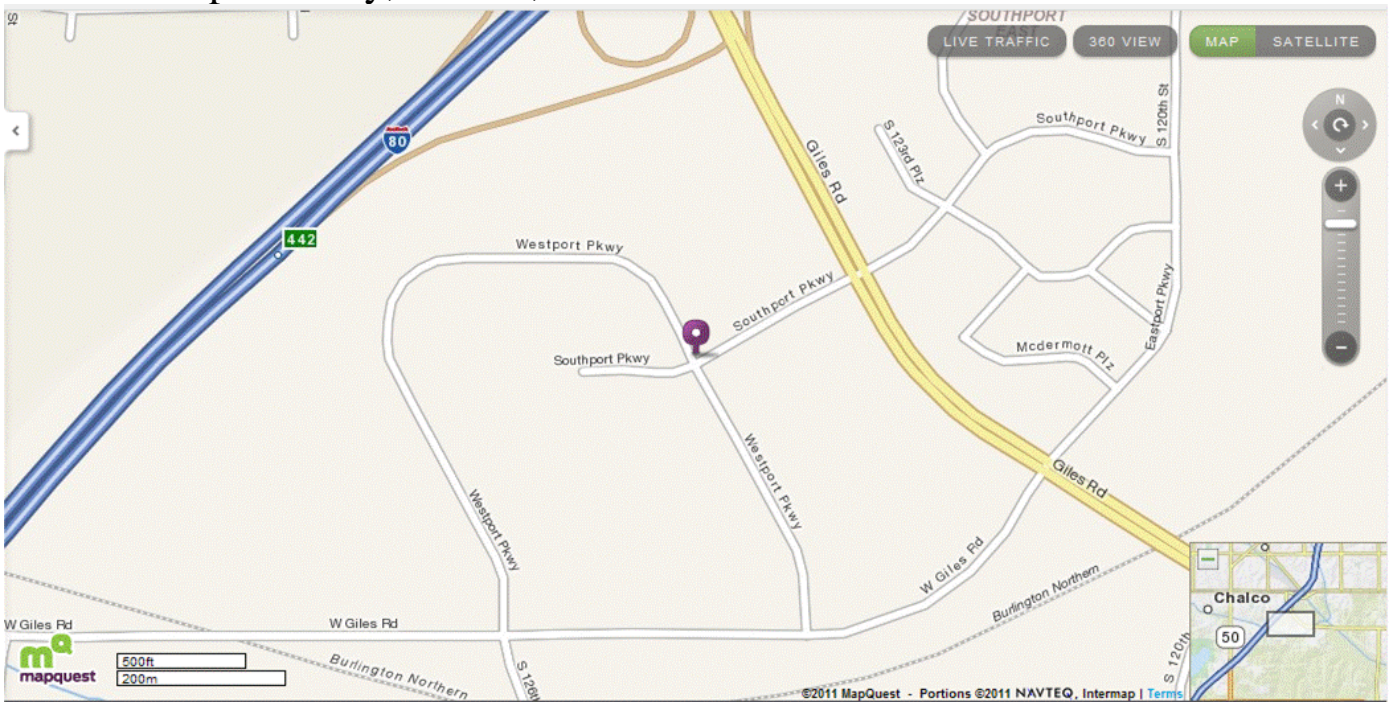 St
SOUTHPORT
EAST
LIVE TRAFFIC
360 VIEW
MAP
SATELLITE
N
80
442
Giles Rd
S 123rd Plz
Southport Pkwy
S 120th St
Westport Pkwy
Southport Pkwy
Southport Pkwy
Eastport Pkwy
Mcdermott Plz
Westport Pkwy
Westport Pkwy
Giles Rd
W Giles Rd
Burlington Northern
W Giles Rd
W Giles Rd
Burlington Northern
S 126th
S 120th
Chalco
50
mq
mapquest
500ft
200m
©2011 MapQuest - Portions ©2011 NAVTEQ, Intermap | Terms